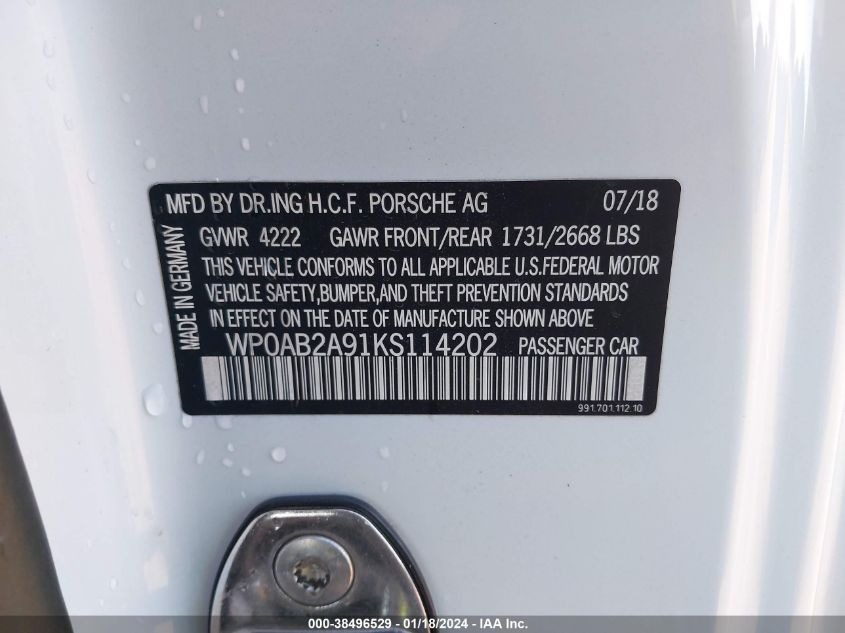 MFD BY DR.ING H.C.F. PORSCHE AG 07/18
GVWR 4222 GAWR FRONT/REAR 1731/2668 LBS
THIS VEHICLE CONFORMS TO ALL APPLICABLE U.S.FEDERAL MOTOR
VEHICLE SAFETY,BUMPER,AND THEFT PREVENTION STANDARDS
IN EFFECT ON THE DATE OF MANUFACTURE SHOWN ABOVE
MADE IN GERMANY
WP0AB2A91KS114202 PASSENGER CAR
991.701.112.10
000-38496529 - 01/18/2024 - IAA Inc.